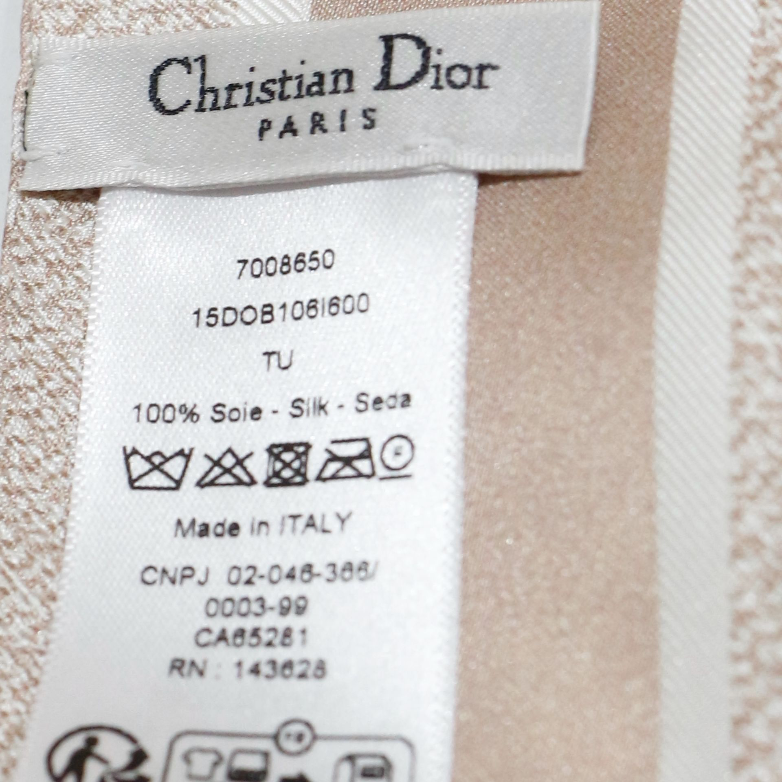 Christian Dior
PARIS
7008650
15DOB106I600
TU
100% Soie - Silk - Seda
Made in ITALY
CNPJ 02-046-366/
0003-99
CA65281
RN : 143628